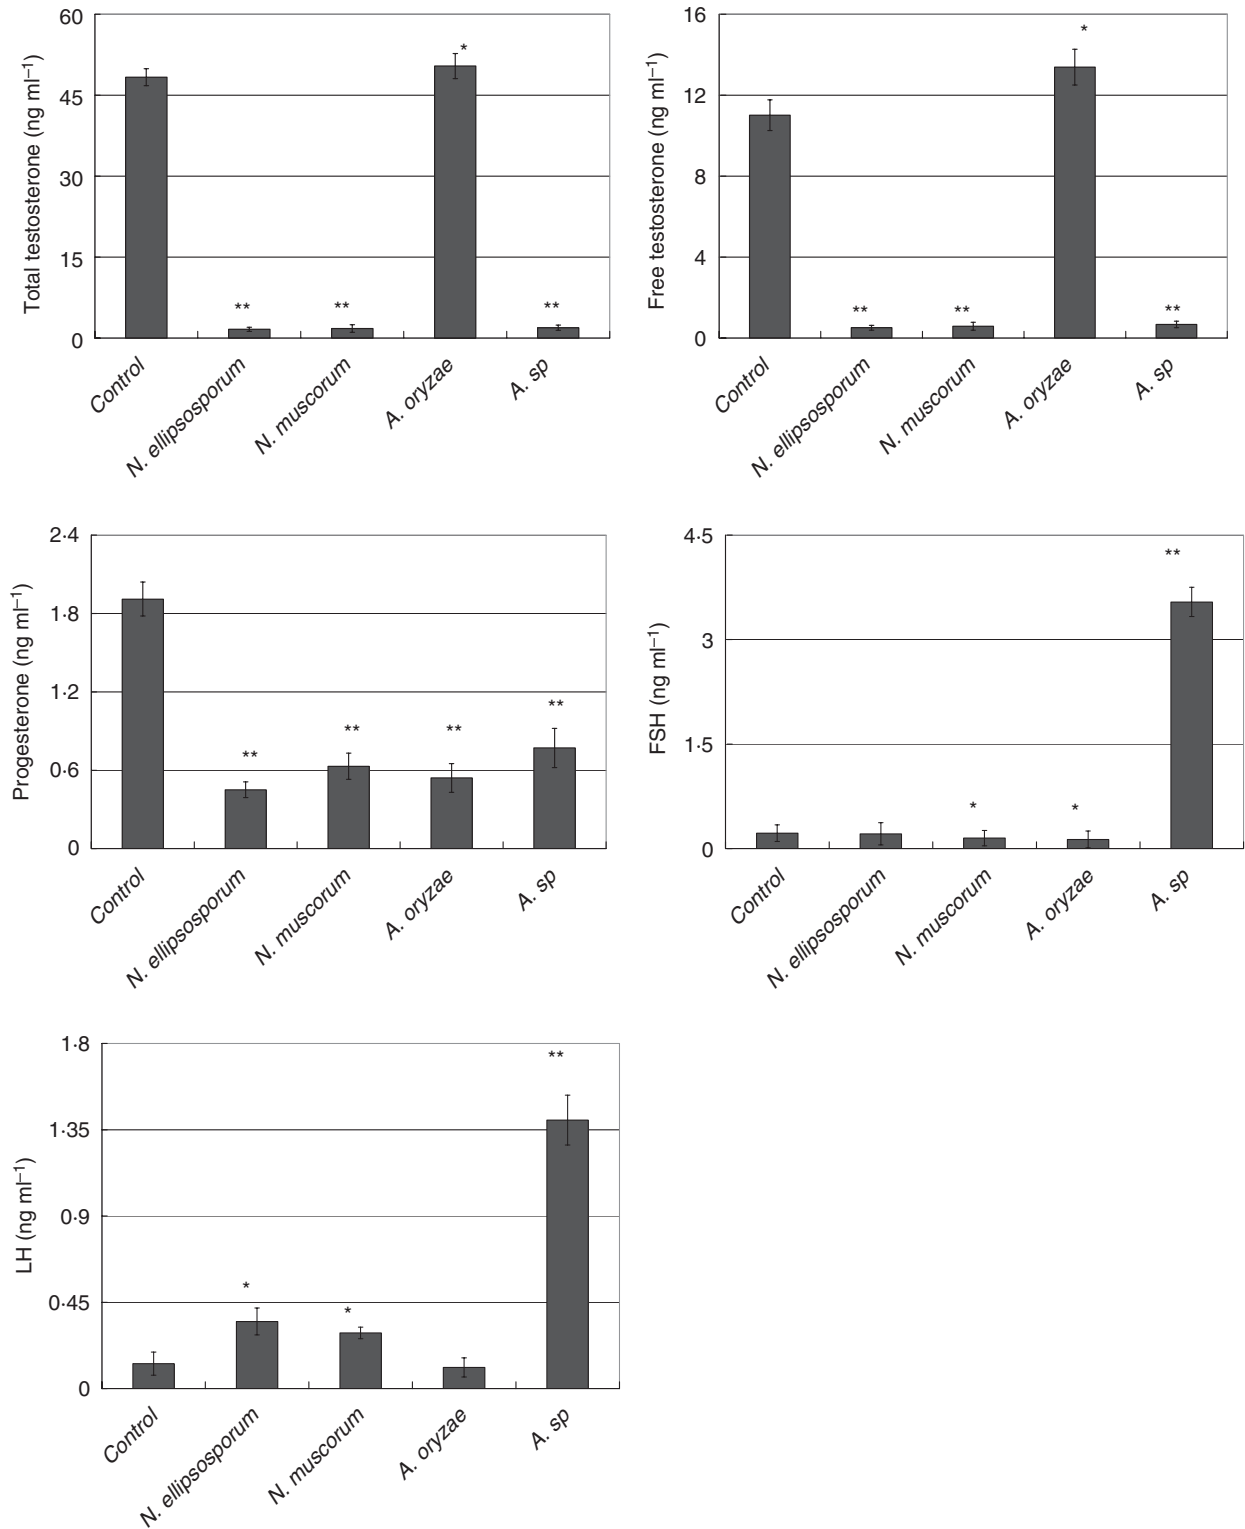 60
45
30
15
0
Total testosterone (ng ml⁻¹)
*
**
**
**
Control
N. ellipsosporum
N. muscorum
A. oryzae
A. sp
16
12
8
4
0
Free testosterone (ng ml⁻¹)
*
**
**
**
Control
N. ellipsosporum
N. muscorum
A. oryzae
A. sp
2·4
1·8
1·2
0·6
0
Progesterone (ng ml⁻¹)
**
**
**
**
Control
N. ellipsosporum
N. muscorum
A. oryzae
A. sp
4·5
3
1·5
0
FSH (ng ml⁻¹)
**
*
*
Control
N. ellipsosporum
N. muscorum
A. oryzae
A. sp
1·8
1·35
0·9
0·45
0
LH (ng ml⁻¹)
**
*
*
Control
N. ellipsosporum
N. muscorum
A. oryzae
A. sp